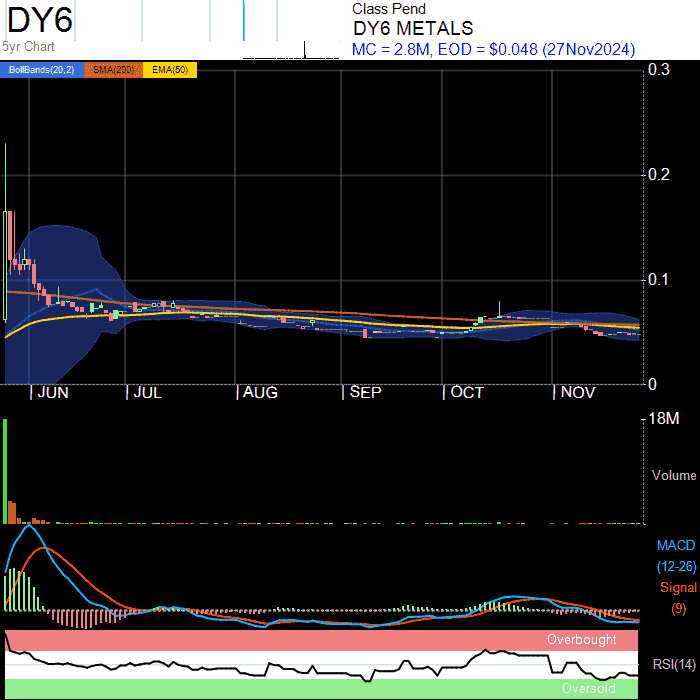 DY6
5yr Chart
Class Pend
DY6 METALS
MC = 2.8M, EOD = $0.048 (27Nov2024)
BollBands(20,2) SMA(200) EMA(50)
0.3
0.2
0.1
0
JUN JUL AUG SEP OCT NOV
18M
Volume
MACD
(12-26)
Signal
(9)
Overbought
RSI(14)
Oversold